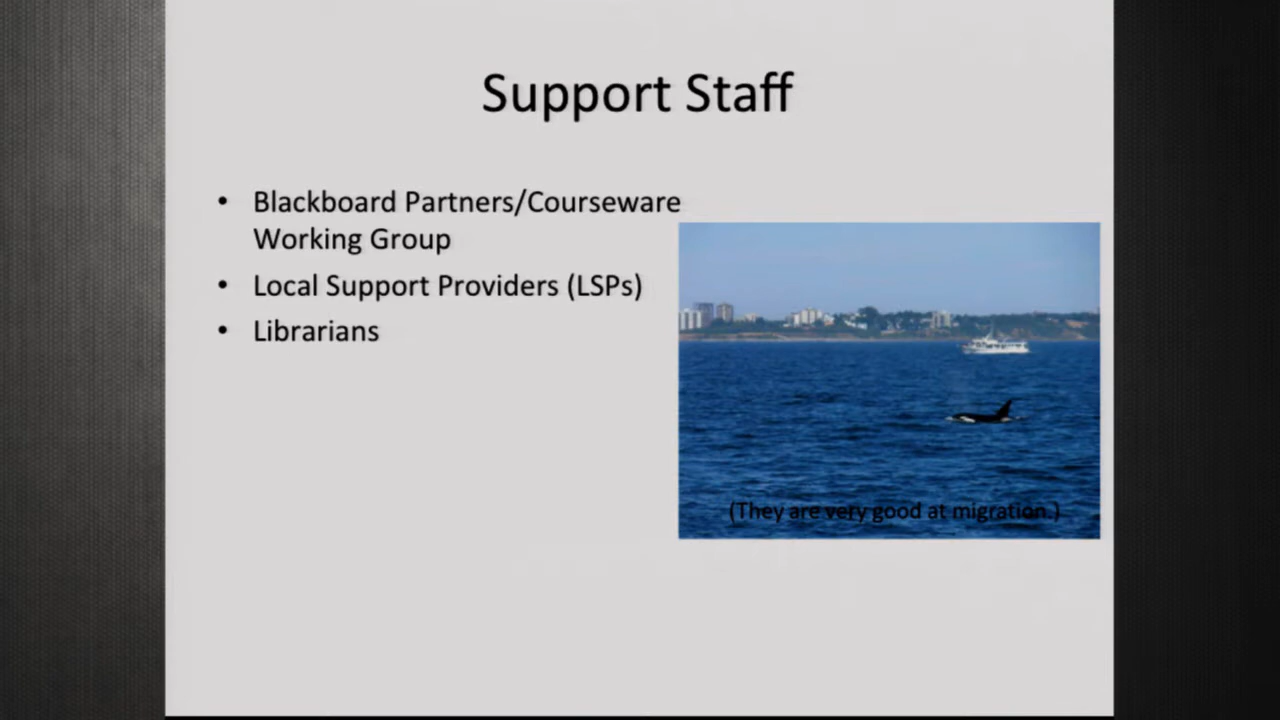 Support Staff
• Blackboard Partners/Courseware
Working Group
• Local Support Providers (LSPs)
• Librarians
(They are very good at migration.)